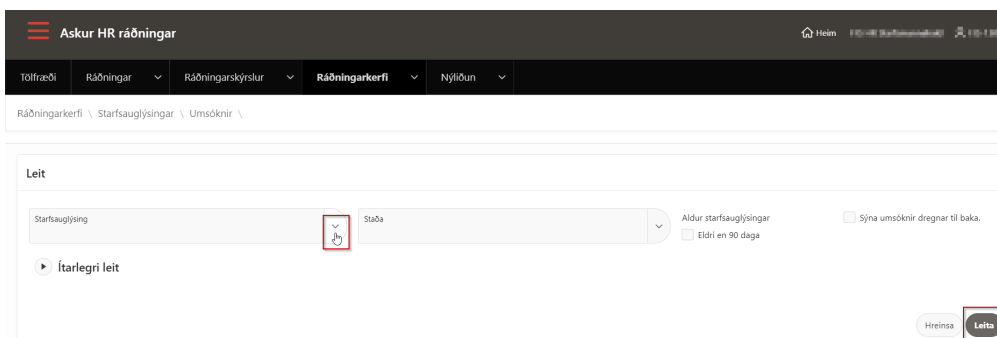 Askur HR ráðningar
Heim
Tölfræði Ráðningar Ráðningarskýrslur Ráðningarkerfi Nýliðun
Ráðningarkerfi \ Starfsauglýsingar \ Umsóknir \
Leit
Starfsauglýsing Staða Aldur starfsauglýsingar Sýna umsóknir dregnar til baka.
Eldri en 90 daga
Ítarlegri leit
Hreinsa Leita